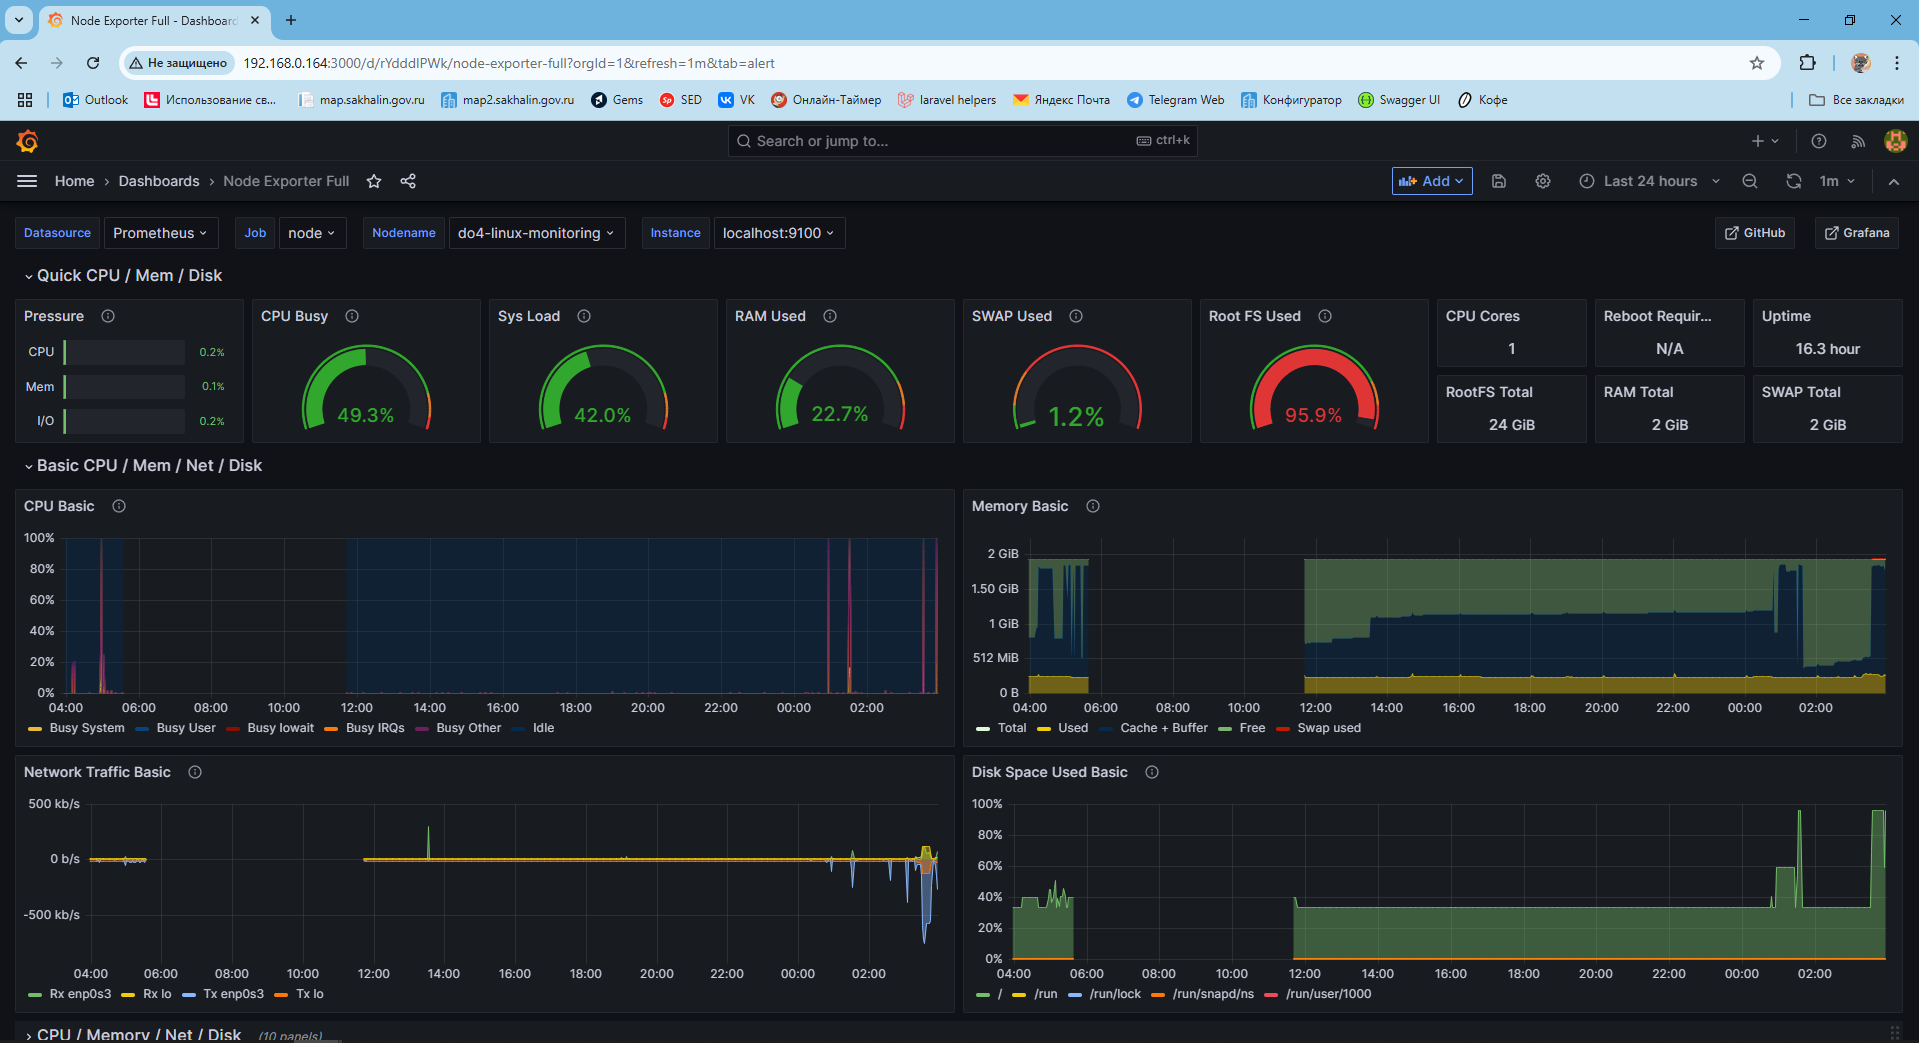 Node Exporter Full - Dashboard
Не защищено
192.168.0.164:3000/d/rYdddlPWk/node-exporter-full?orgId=1&refresh=1m&tab=alert
Outlook
Использование св...
map.sakhalin.gov.ru
map2.sakhalin.gov.ru
Gems
SED
VK
Онлайн-Таймер
laravel helpers
Яндекс Почта
Telegram Web
Конфигуратор
Swagger UI
Кофе
Все закладки
Search or jump to...
ctrl+k
Home › Dashboards › Node Exporter Full
Add
Last 24 hours
1m
Datasource
Prometheus
Job
node
Nodename
do4-linux-monitoring
Instance
localhost:9100
GitHub
Grafana
Quick CPU / Mem / Disk
Pressure
CPU 0.2%
Mem 0.1%
I/O 0.2%
CPU Busy
49.3%
Sys Load
42.0%
RAM Used
22.7%
SWAP Used
1.2%
Root FS Used
95.9%
CPU Cores
1
Reboot Requir...
N/A
Uptime
16.3 hour
RootFS Total
24 GiB
RAM Total
2 GiB
SWAP Total
2 GiB
Basic CPU / Mem / Net / Disk
CPU Basic
100%
80%
60%
40%
20%
0%
04:00 06:00 08:00 10:00 12:00 14:00 16:00 18:00 20:00 22:00 00:00 02:00
Busy System Busy User Busy Iowait Busy IRQs Busy Other Idle
Memory Basic
2 GiB
1.50 GiB
1 GiB
512 MiB
0 B
04:00 06:00 08:00 10:00 12:00 14:00 16:00 18:00 20:00 22:00 00:00 02:00
Total Used Cache + Buffer Free Swap used
Network Traffic Basic
500 kb/s
0 b/s
-500 kb/s
04:00 06:00 08:00 10:00 12:00 14:00 16:00 18:00 20:00 22:00 00:00 02:00
Rx enp0s3 Rx lo Tx enp0s3 Tx lo
Disk Space Used Basic
100%
80%
60%
40%
20%
0%
04:00 06:00 08:00 10:00 12:00 14:00 16:00 18:00 20:00 22:00 00:00 02:00
/ /run /run/lock /run/snapd/ns /run/user/1000
CPU / Memory / Net / Disk (10 panels)